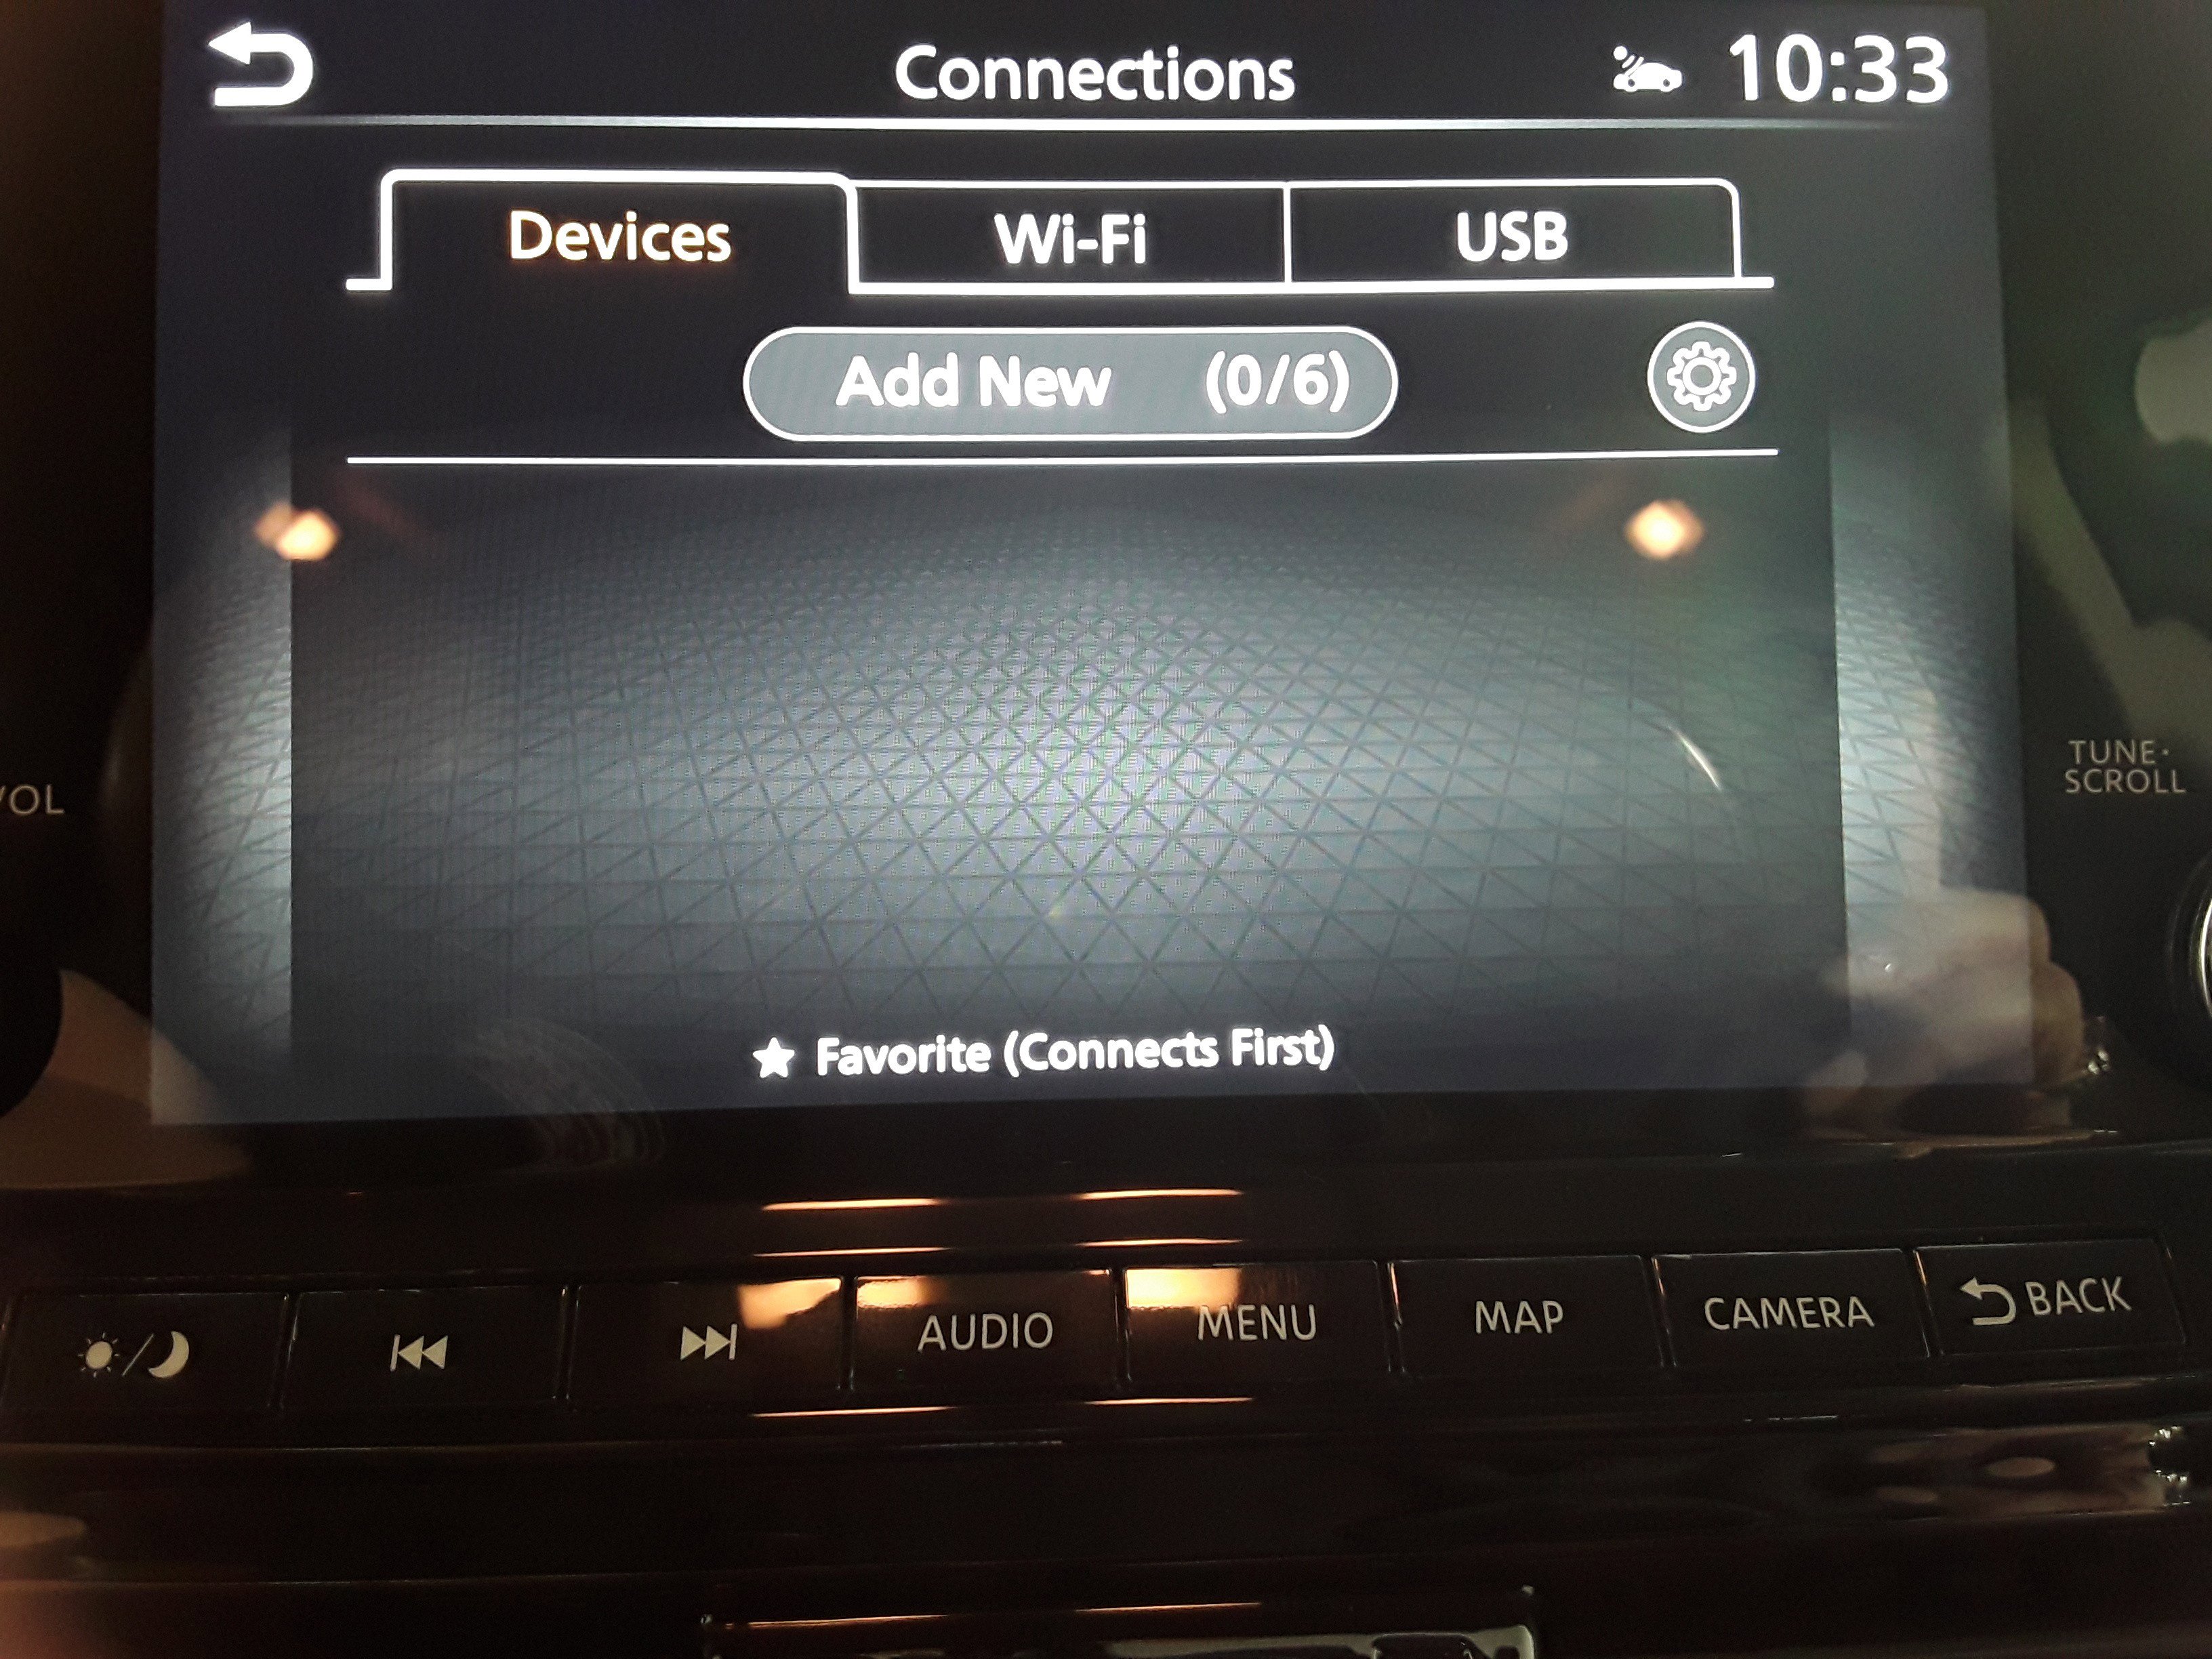 Connections 10:33
Devices Wi-Fi USB
Add New (0/6)
TUNE·
SCROLL
VOL
Favorite (Connects First)
AUDIO MENU MAP CAMERA BACK